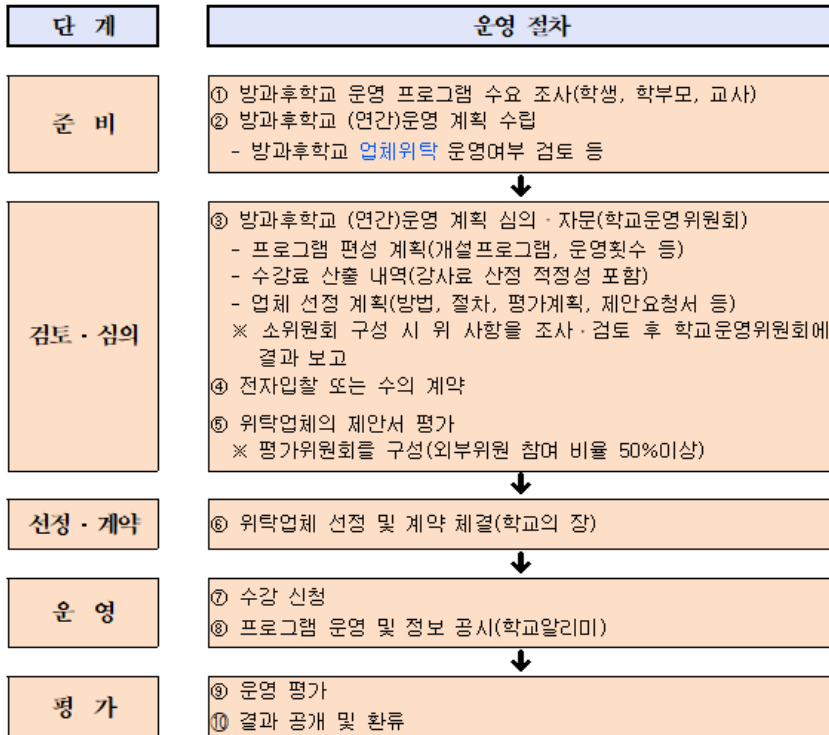 단 계
운영 절차
준 비
① 방과후학교 운영 프로그램 수요 조사(학생, 학부모, 교사)
② 방과후학교 (연간)운영 계획 수립
- 방과후학교 업체위탁 운영여부 검토 등
검토 · 심의
③ 방과후학교 (연간)운영 계획 심의 · 자문(학교운영위원회)
- 프로그램 편성 계획(개설프로그램, 운영횟수 등)
- 수강료 산출 내역(강사료 산정 적정성 포함)
- 업체 선정 계획(방법, 절차, 평가계획, 제안요청서 등)
※ 소위원회 구성 시 위 사항을 조사 · 검토 후 학교운영위원회에
결과 보고
④ 전자입찰 또는 수의 계약
⑤ 위탁업체의 제안서 평가
※ 평가위원회를 구성(외부위원 참여 비율 50%이상)
선정 · 계약
⑥ 위탁업체 선정 및 계약 체결(학교의 장)
운 영
⑦ 수강 신청
⑧ 프로그램 운영 및 정보 공시(학교알리미)
평 가
⑨ 운영 평가
⑩ 결과 공개 및 환류